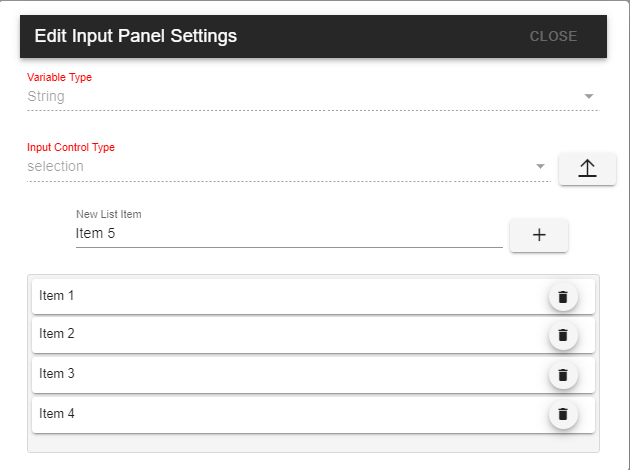 Edit Input Panel Settings CLOSE
Variable Type
String
Input Control Type
selection
New List Item
Item 5
Item 1
Item 2
Item 3
Item 4